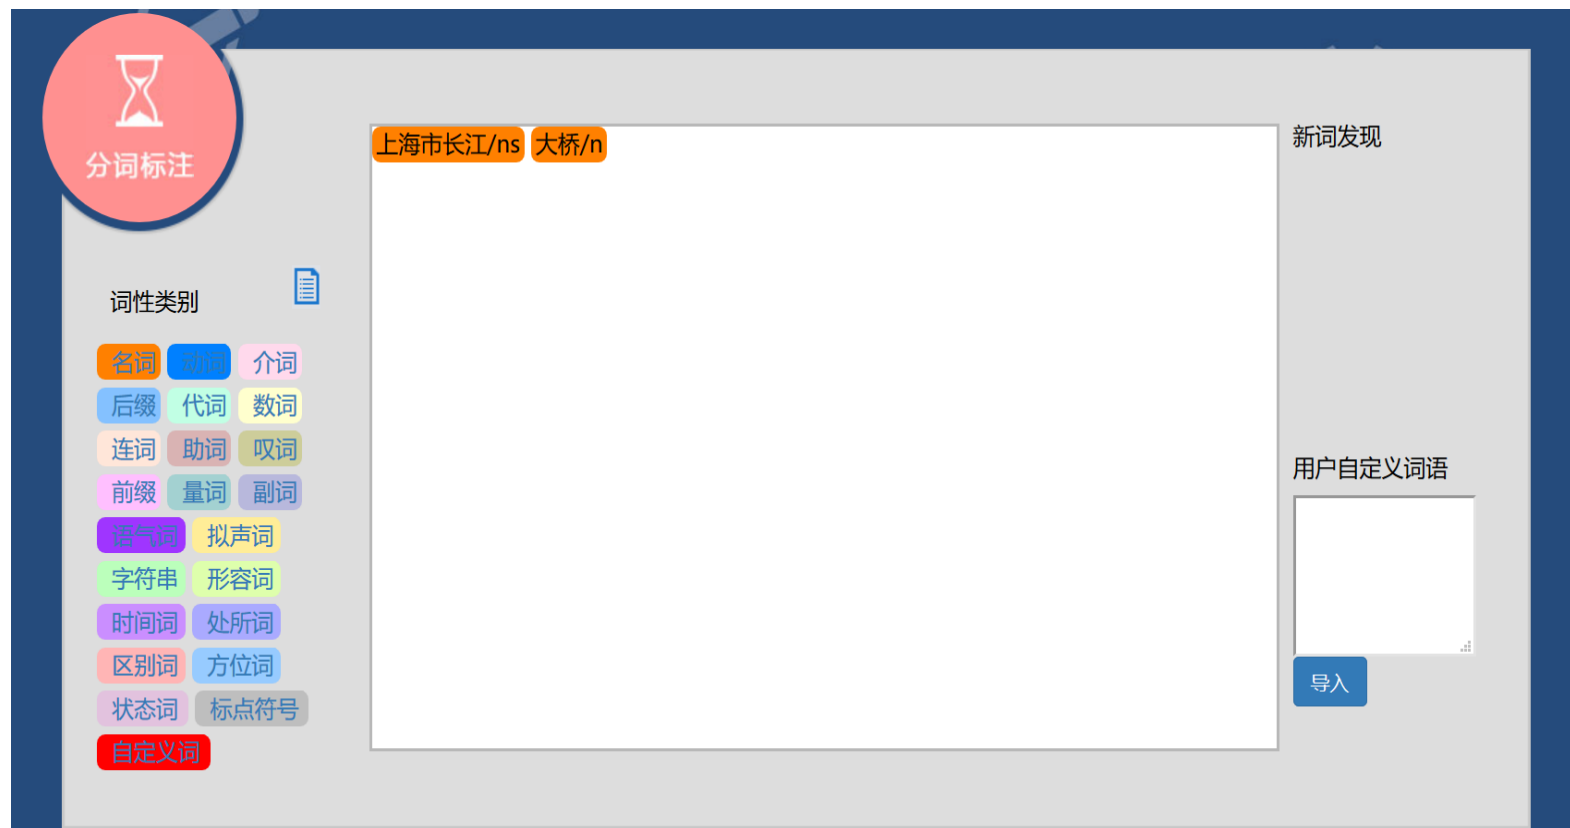 分词标注
上海市长江/ns 大桥/n
新词发现
词性类别
名词 动词 介词
后缀 代词 数词
连词 助词 叹词
前缀 量词 副词
语气词 拟声词
字符串 形容词
时间词 处所词
区别词 方位词
状态词 标点符号
自定义词
用户自定义词语
导入